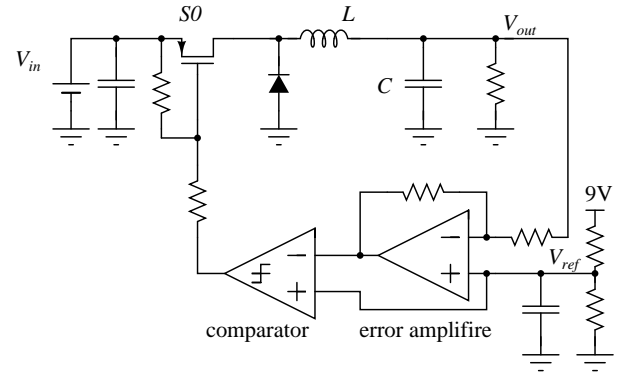 S0
L
V_out
V_in
C
9V
V_ref
comparator
error amplifire